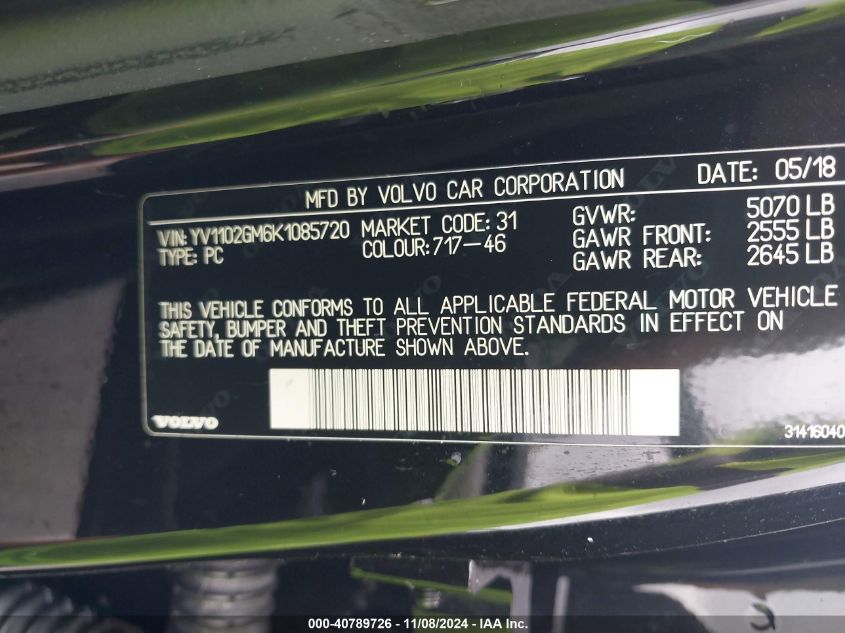 MFD BY VOLVO CAR CORPORATION DATE: 05/18
VIN: YV1102GM6K1085720 MARKET CODE: 31 GVWR: 5070 LB
TYPE: PC COLOUR: 717-46 GAWR FRONT: 2555 LB
GAWR REAR: 2645 LB
THIS VEHICLE CONFORMS TO ALL APPLICABLE FEDERAL MOTOR VEHICLE
SAFETY, BUMPER AND THEFT PREVENTION STANDARDS IN EFFECT ON
THE DATE OF MANUFACTURE SHOWN ABOVE.
VOLVO
31416040
000-40789726 - 11/08/2024 - IAA Inc.